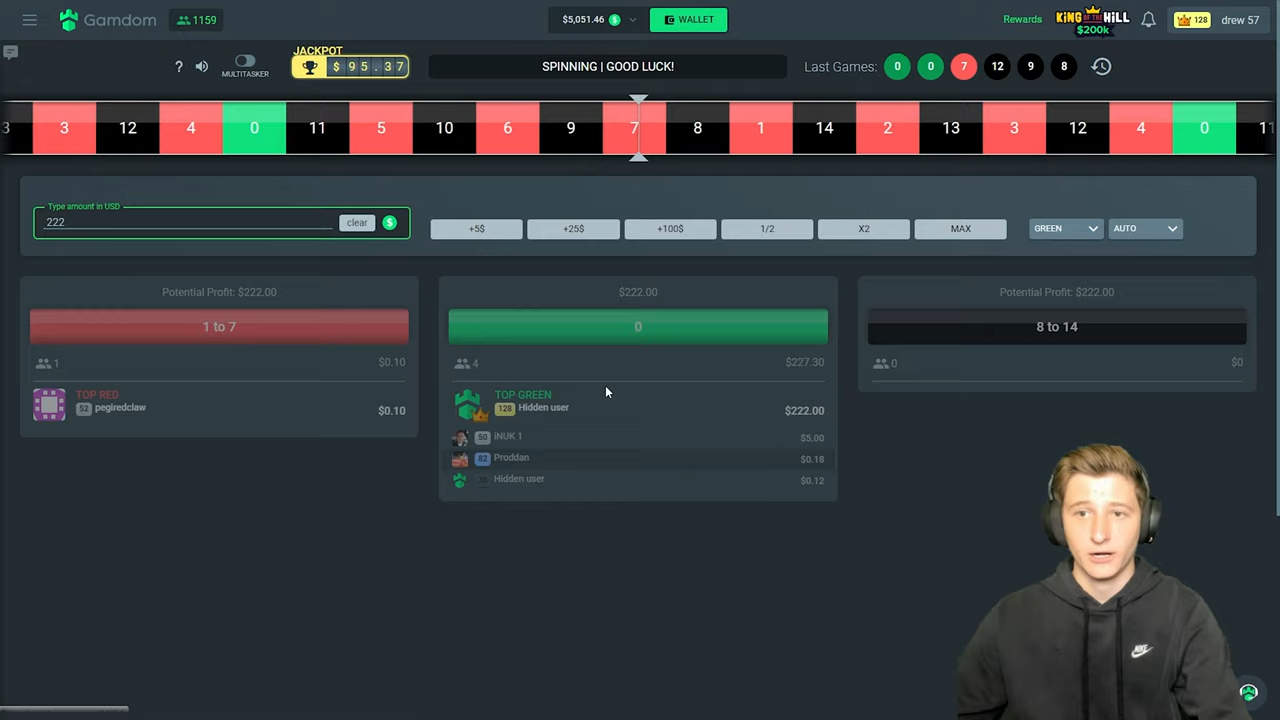 Gamdom
1159
$5,051.46
WALLET
Rewards
KING OF THE HILL
$200k
128
drew 57
?
MULTITASKER
JACKPOT
$ 95.37
SPINNING | GOOD LUCK!
Last Games:
0 0 7 12 9 8
3 3 12 4 0 11 5 10 6 9 7 8 1 14 2 13 3 12 4 0 11
Type amount in USD
222
clear
$
+5$ +25$ +100$ 1/2 X2 MAX
GREEN
AUTO
Potential Profit: $222.00
1 to 7
1
$0.10
TOP RED
52 pegiredclaw
$0.10
$222.00
0
4
$227.30
TOP GREEN
128 Hidden user
$222.00
50 iNUK 1
$5.00
82 Proddan
$0.18
Hidden user
$0.12
Potential Profit: $222.00
8 to 14
0
$0
NIKE